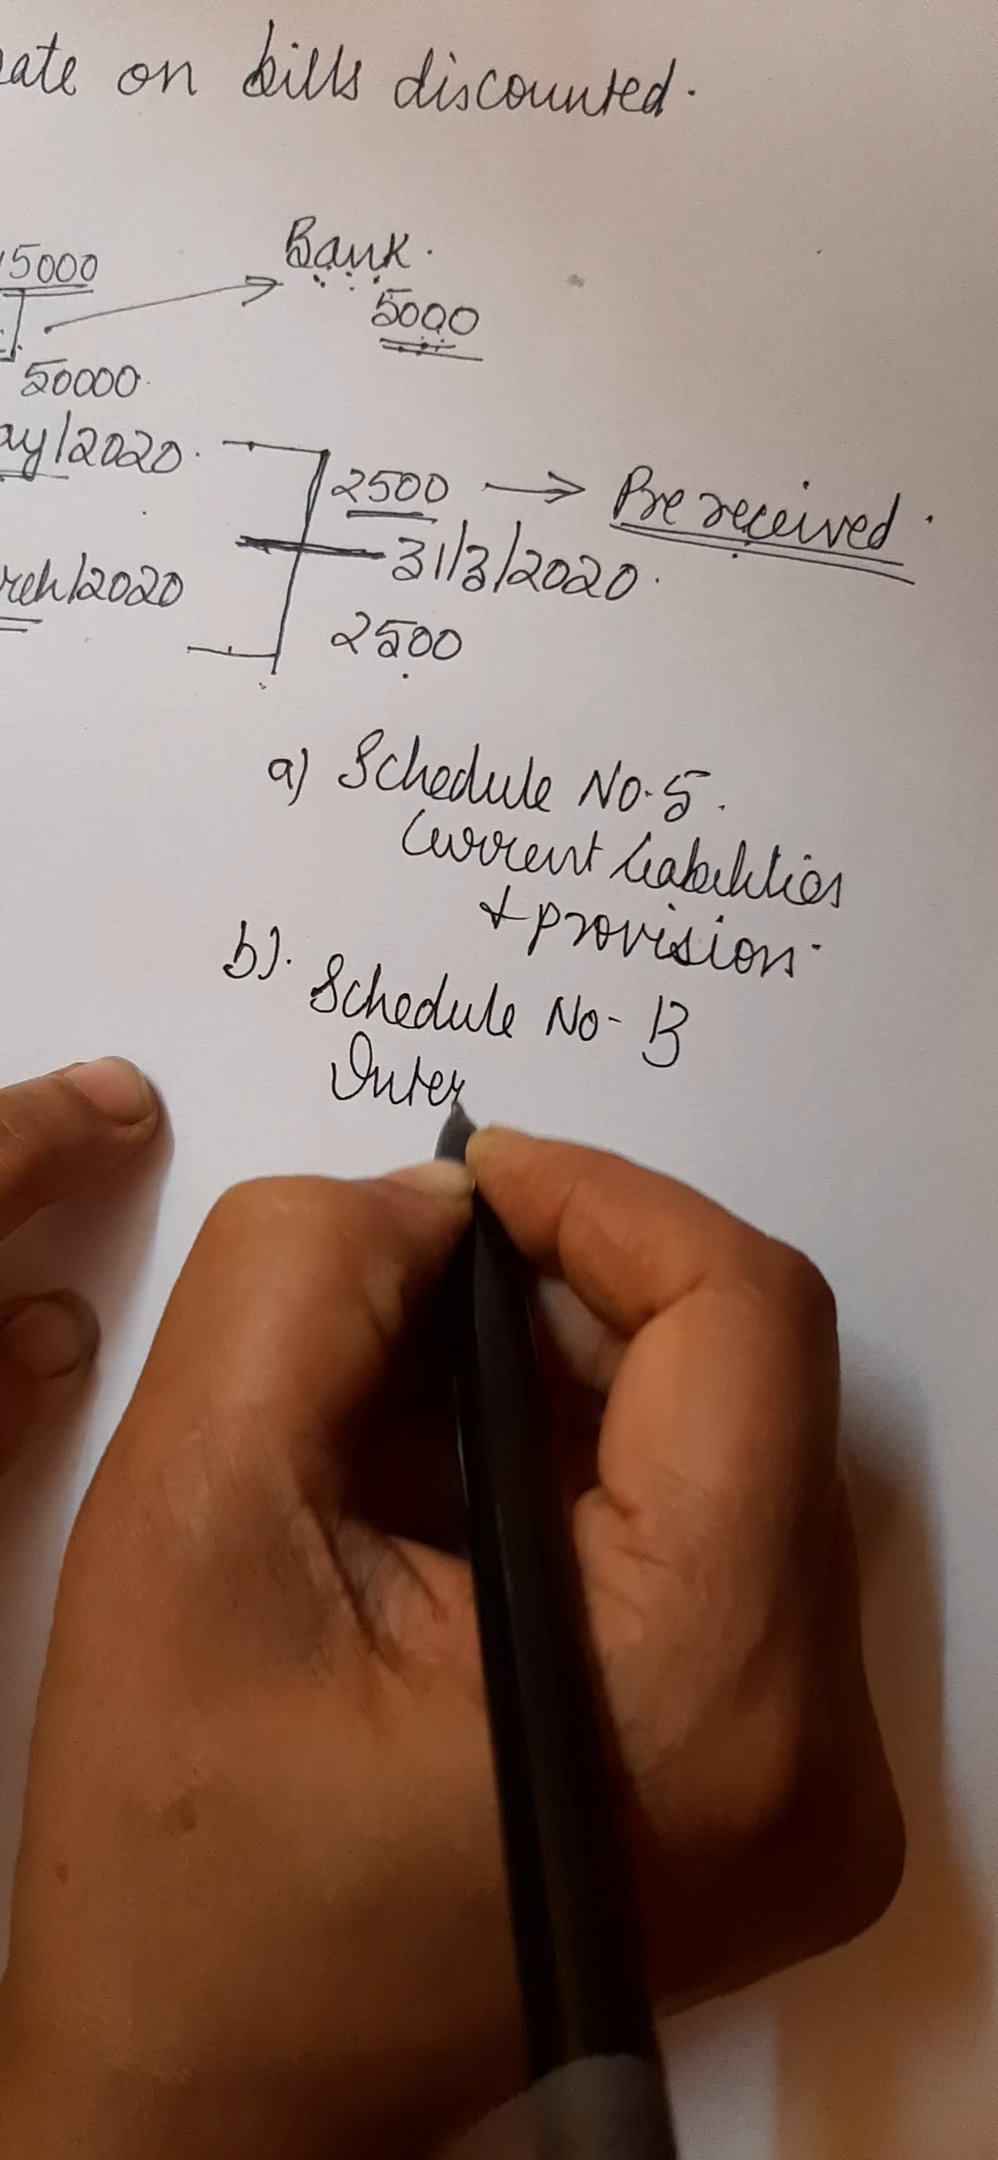 ate on bills discounted.
15000
Bank.
5000
50000.
ay/2020.
2500 → Pre received.
31/3/2020.
rch/2020
2500
a) Schedule No. 5.
Current Liabilities
+ provision.
b). Schedule No - 13
Inter